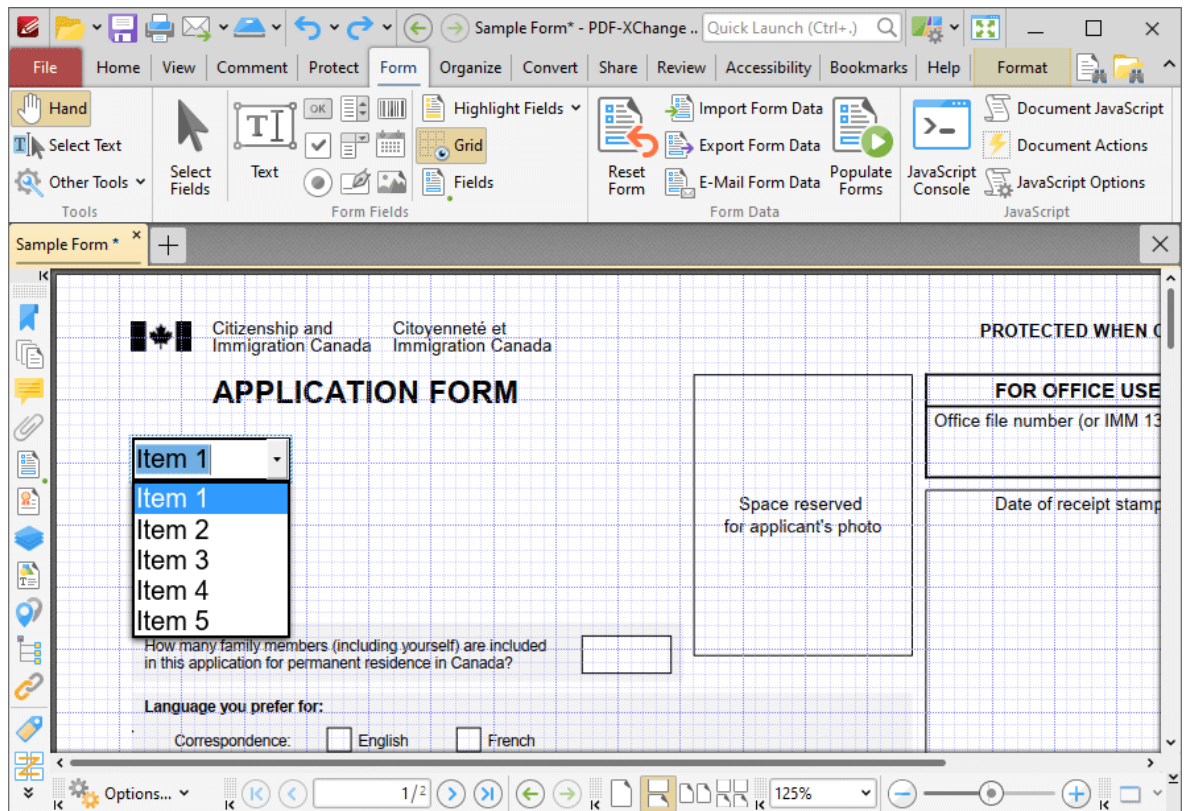 Sample Form* - PDF-XChange .. Quick Launch (Ctrl+.)
File Home View Comment Protect Form Organize Convert Share Review Accessibility Bookmarks Help Format
Hand
Select Text
Other Tools
Tools
Select Fields
Text
OK
Highlight Fields
Grid
Fields
Form Fields
Reset Form
Import Form Data
Export Form Data
E-Mail Form Data
Populate Forms
Form Data
JavaScript Console
Document JavaScript
Document Actions
JavaScript Options
JavaScript
Sample Form *
Citizenship and Citoyenneté et
Immigration Canada Immigration Canada
PROTECTED WHEN
APPLICATION FORM
FOR OFFICE USE
Office file number (or IMM 13
Item 1
Item 1
Item 2
Item 3
Item 4
Item 5
Space reserved
for applicant's photo
Date of receipt stamp
How many family members (including yourself) are included
in this application for permanent residence in Canada?
Language you prefer for:
Correspondence: English French
Options... 1/2 125%